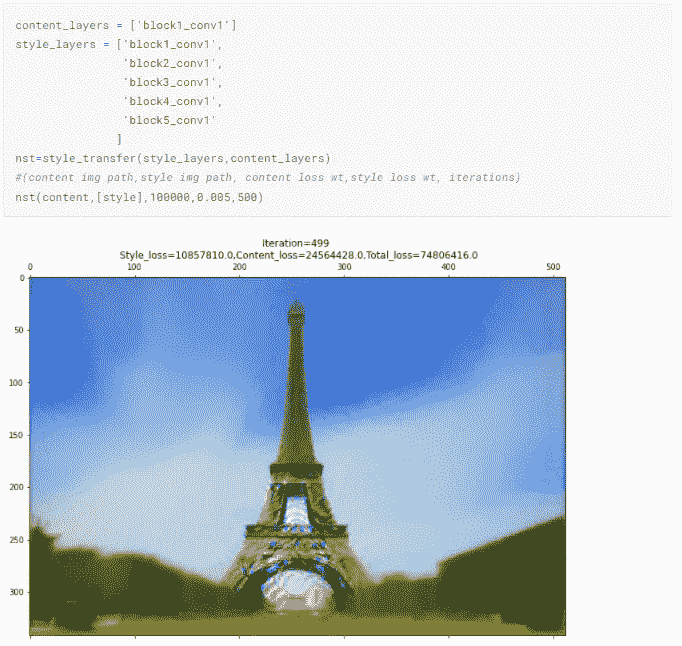 content_layers = ['block1_conv1']
style_layers = ['block1_conv1',
'block2_conv1',
'block3_conv1',
'block4_conv1',
'block5_conv1'
]
nst=style_transfer(style_layers,content_layers)
#(content img path,style img path, content loss wt,style loss wt, iterations)
nst(content,[style],100000,0.005,500)
Iteration=499
Style_loss=10857810.0,Content_loss=24564428.0,Total_loss=74806416.0
0 100 200 300 400 500
0
50
100
150
200
250
300